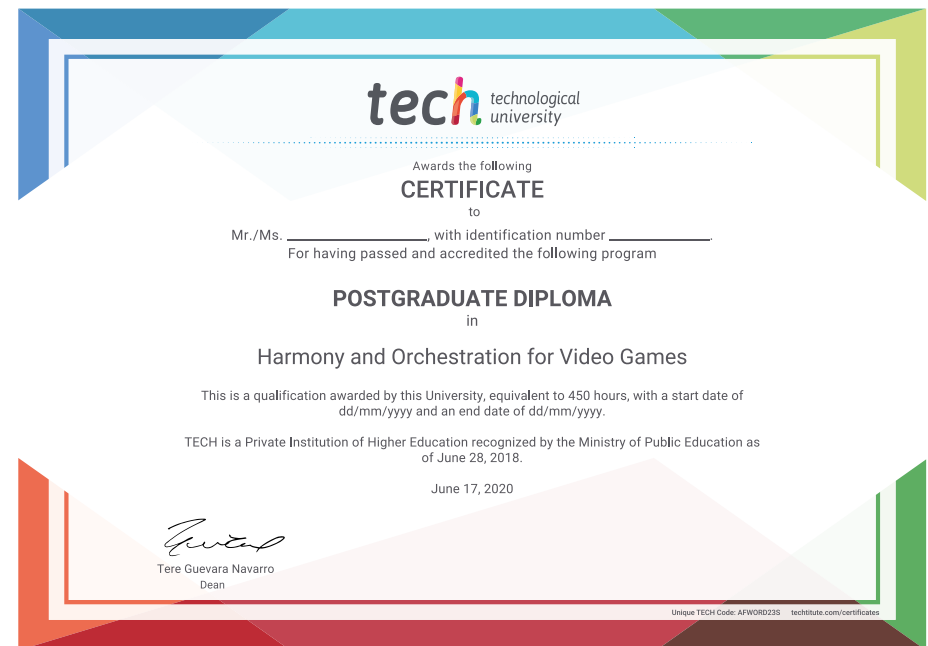 tech technological
university
Awards the following
CERTIFICATE
to
Mr./Ms. ____________________, with identification number ______________.
For having passed and accredited the following program
POSTGRADUATE DIPLOMA
in
Harmony and Orchestration for Video Games
This is a qualification awarded by this University, equivalent to 450 hours, with a start date of
dd/mm/yyyy and an end date of dd/mm/yyyy.
TECH is a Private Institution of Higher Education recognized by the Ministry of Public Education as
of June 28, 2018.
June 17, 2020
Tere Guevara Navarro
Dean
Unique TECH Code: AFWORD23S techtitute.com/certificates